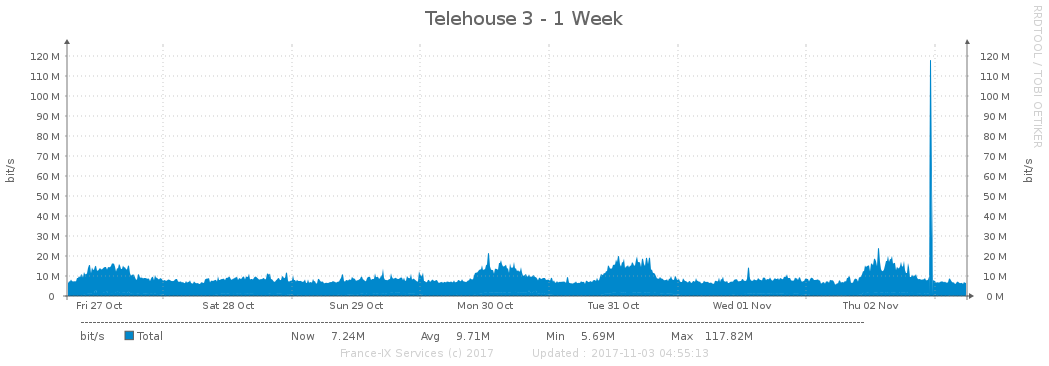 Telehouse 3 - 1 Week
RRDTOOL / TOBI OETIKER
bit/s
120 M 120 M
110 M 110 M
100 M 100 M
90 M 90 M
80 M 80 M
70 M 70 M
60 M 60 M
50 M 50 M
40 M 40 M
30 M 30 M
20 M 20 M
10 M 10 M
0 0 M
bit/s
Fri 27 Oct Sat 28 Oct Sun 29 Oct Mon 30 Oct Tue 31 Oct Wed 01 Nov Thu 02 Nov
bit/s Total Now 7.24M Avg 9.71M Min 5.69M Max 117.82M
France-IX Services (c) 2017 Updated : 2017-11-03 04:55:13